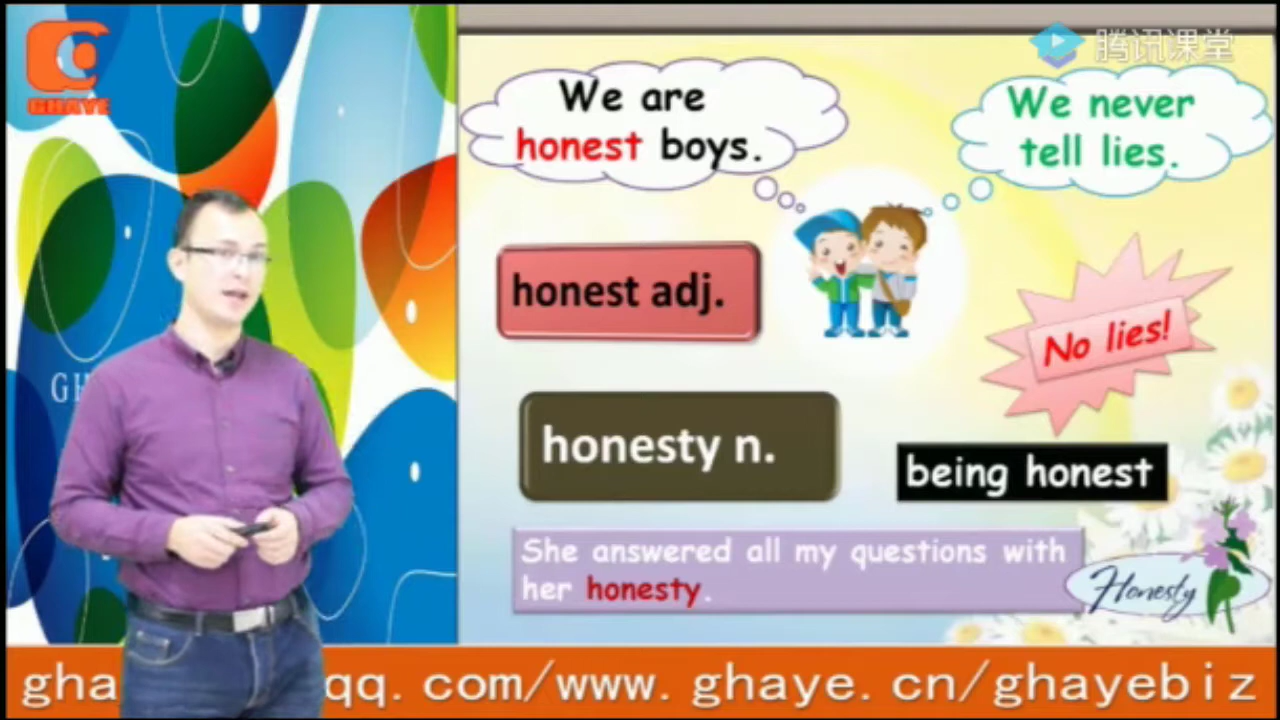 GHAYE
腾讯课堂
We are
honest boys.
We never
tell lies.
honest adj.
No lies!
honesty n.
being honest
She answered all my questions with
her honesty.
Honesty
GH
gha
qq. com/www. ghaye. cn/ghayebiz